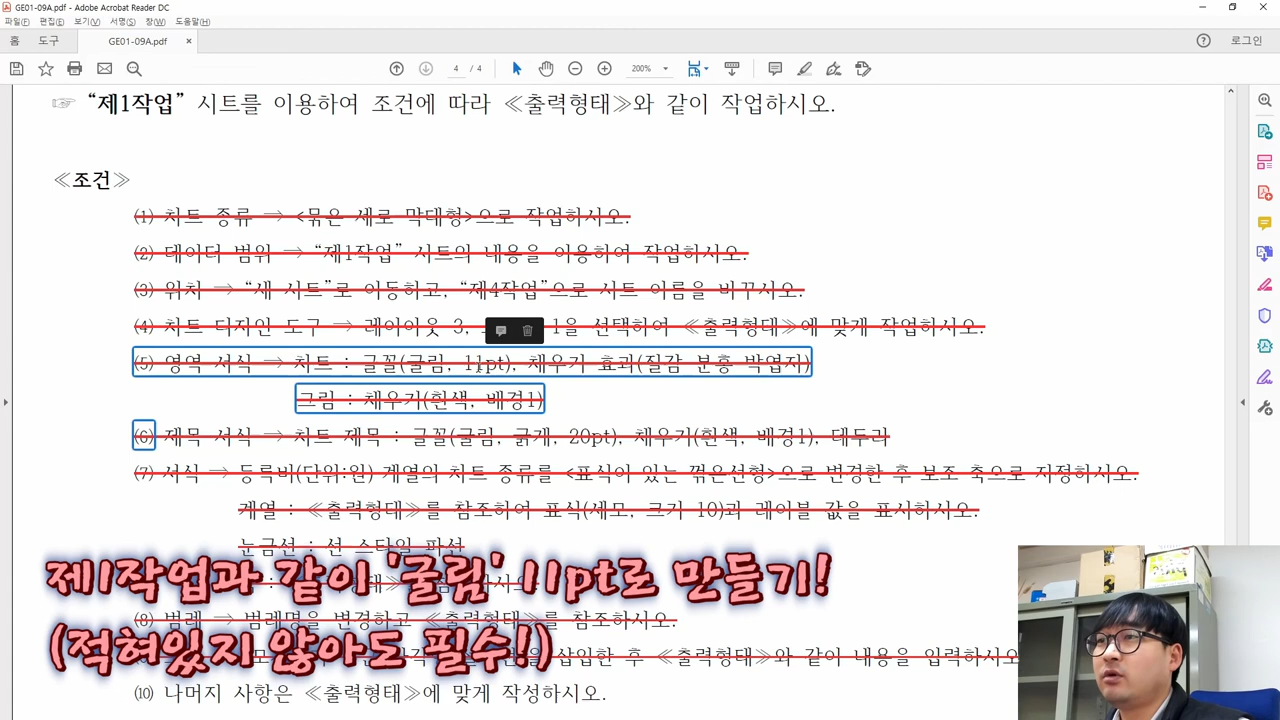 GE01-09A.pdf - Adobe Acrobat Reader DC
파일(F) 편집(E) 보기(V) 서명(S) 창(W) 도움말(H)
홈 도구 GE01-09A.pdf × 로그인
4 / 4 200%
☞ “제1작업” 시트를 이용하여 조건에 따라 ≪출력형태≫와 같이 작업하시오.
≪조건≫
(1) 차트 종류 ⇒ <묶은 세로 막대형>으로 작업하시오.
(2) 데이터 범위 ⇒ “제1작업” 시트의 내용을 이용하여 작업하시오.
(3) 위치 ⇒ “새 시트”로 이동하고, “제4작업”으로 시트 이름을 바꾸시오.
(4) 차트 디자인 도구 ⇒ 레이아웃 3, 1을 선택하여 ≪출력형태≫에 맞게 작업하시오.
(5) 영역 서식 ⇒ 차트 : 글꼴(굴림, 11pt), 채우기 효과(질감 분홍 박엽지)
그림 : 채우기(흰색, 배경1)
(6) 제목 서식 ⇒ 차트 제목 : 글꼴(굴림, 굵게, 20pt), 채우기(흰색, 배경1), 테두리
(7) 서식 ⇒ 등록비(단위:원) 계열의 차트 종류를 <표식이 있는 꺾은선형>으로 변경한 후 보조 축으로 지정하시오.
계열 : ≪출력형태≫를 참조하여 표식(세모, 크기 10)과 레이블 값을 표시하시오.
눈금선 : 선 스타일 파선
제1작업과 같이 '굴림' 11pt로 만들기!
(8) 범례 ⇒ 범례명을 변경하고 ≪출력형태≫를 참조하시오.
(적혀있지 않아도 필수!)
삽입한 후 ≪출력형태≫와 같이 내용을 입력하시오
(10) 나머지 사항은 ≪출력형태≫에 맞게 작성하시오.